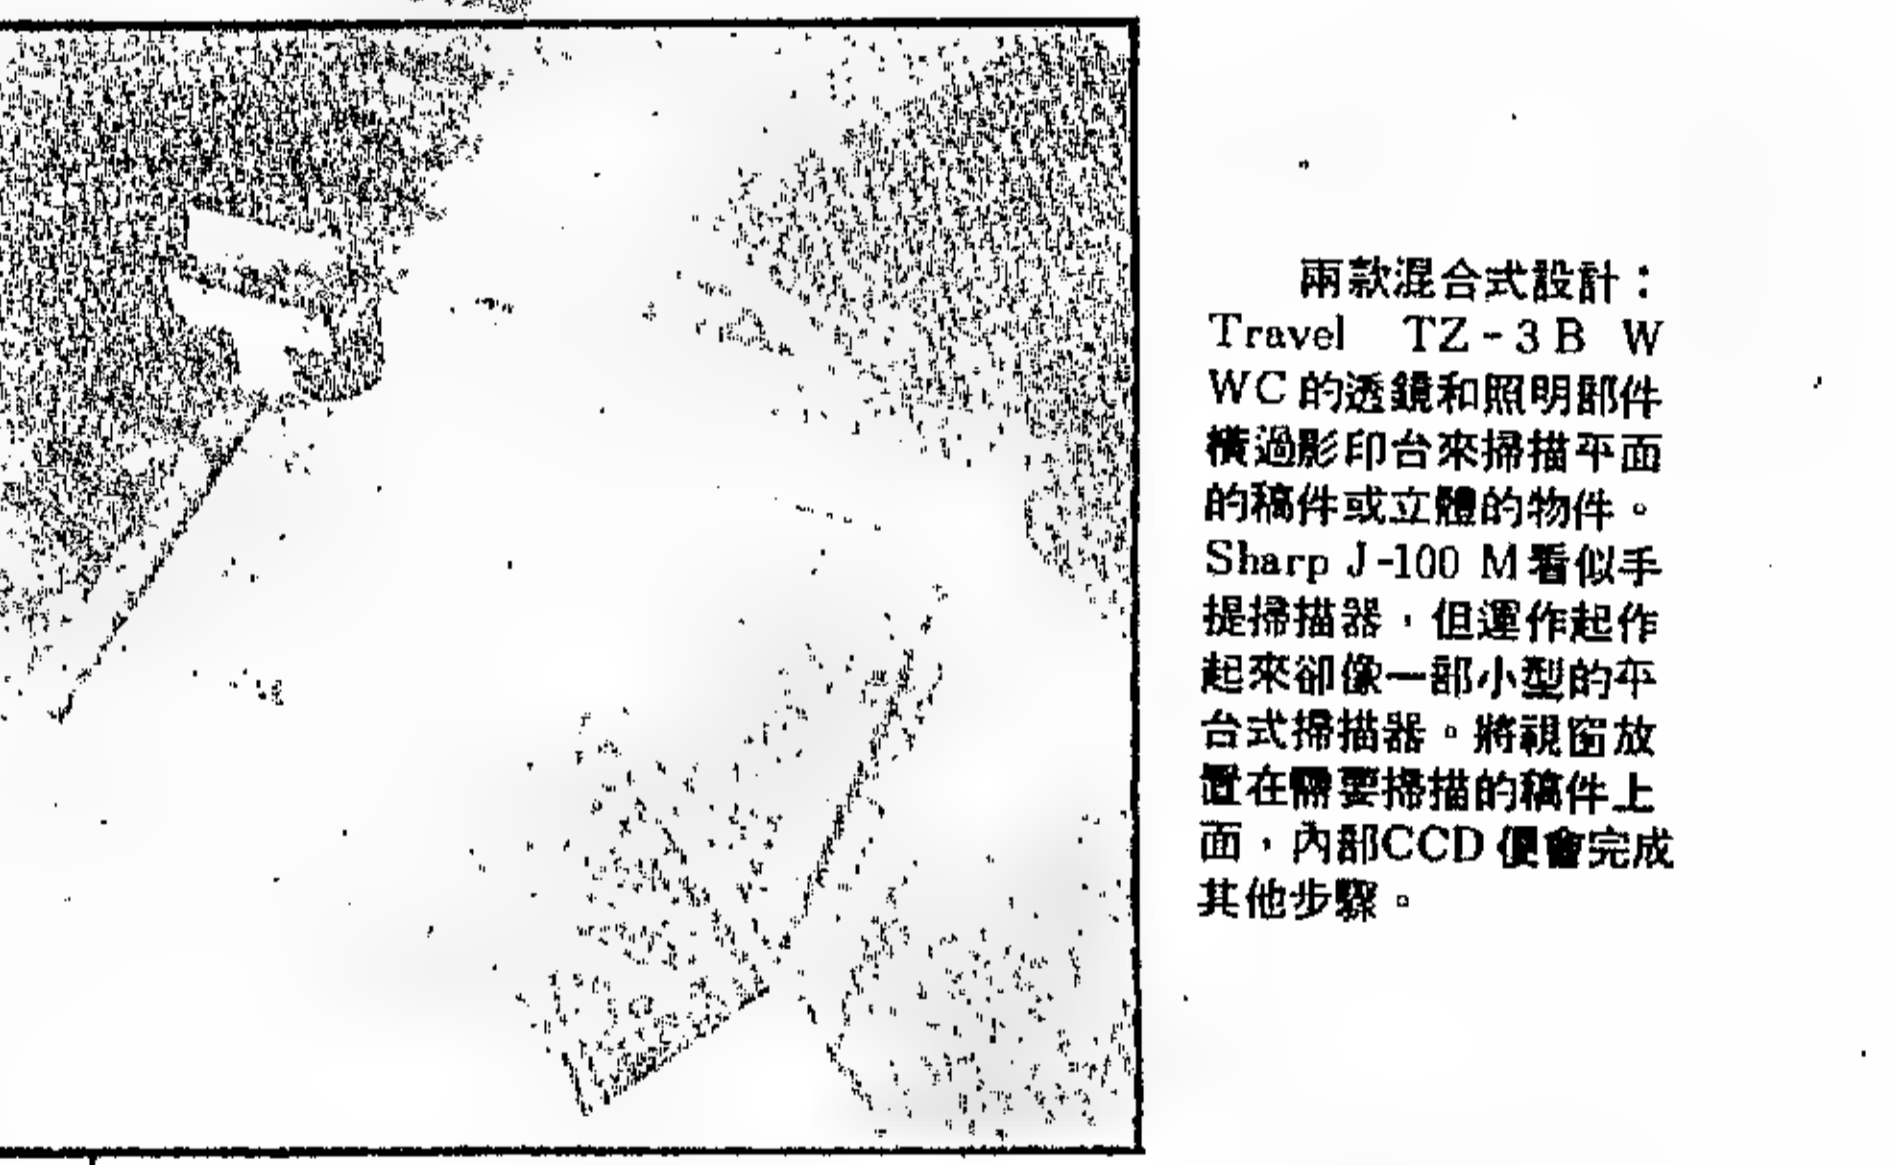 兩款混合式設計：
Travel TZ-3B W
WC的透鏡和照明部件
橫過影印台來掃描平面
的稿件或立體的物件。
Sharp J-100 M看似手
提掃描器，但運作起作
起來卻像一部小型的平
台式掃描器。將視窗放
置在需要掃描的稿件上
面，內部CCD便會完成
其他步驟。